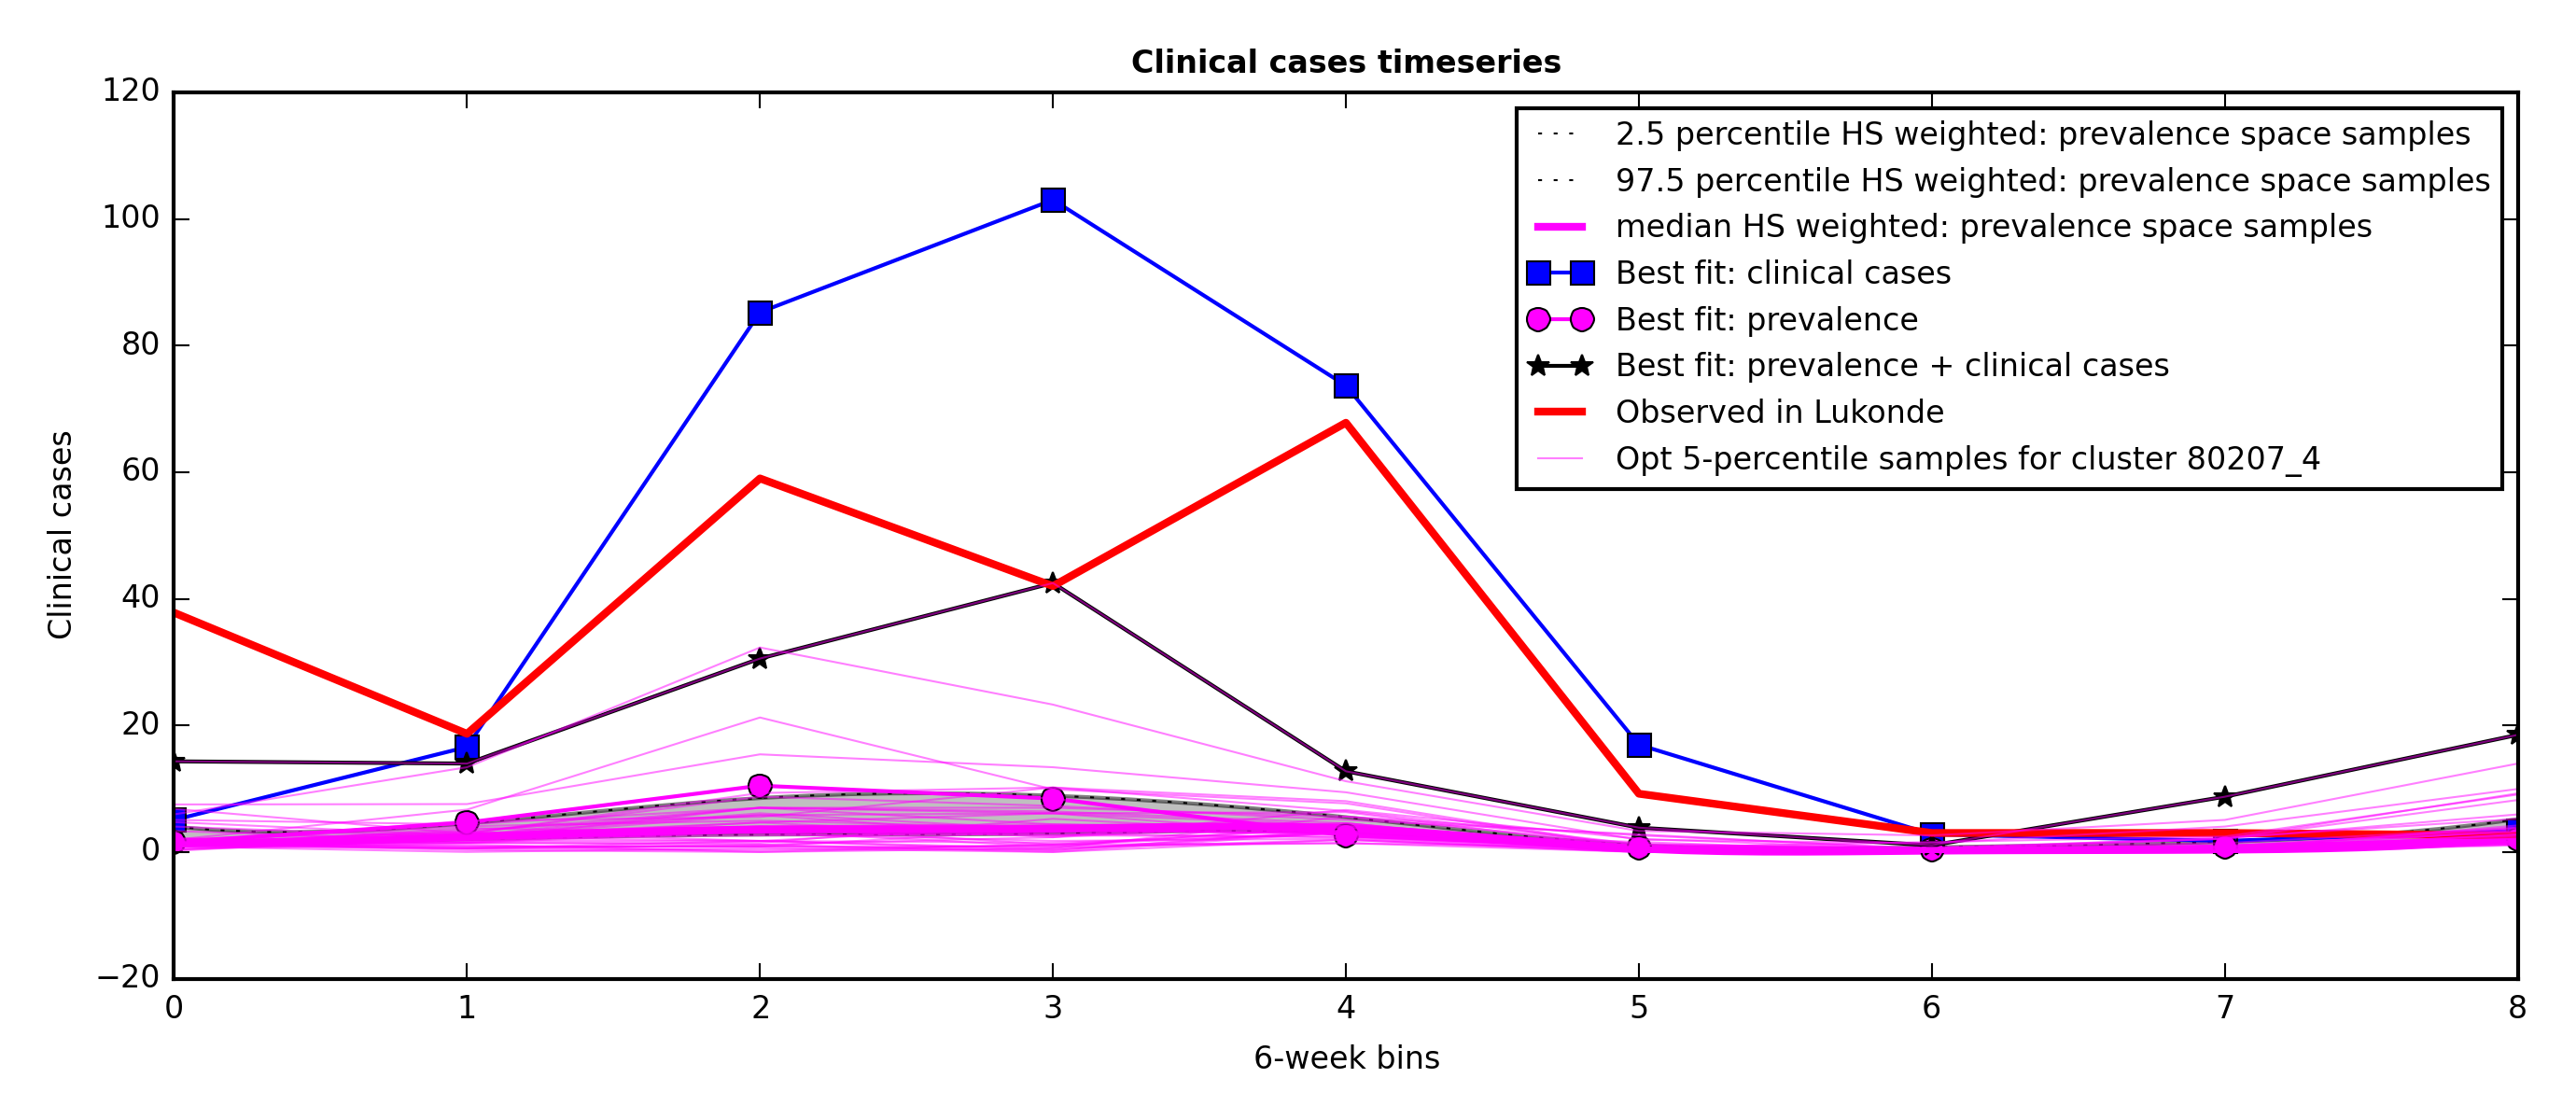 Clinical cases timeseries
120
100
80
60
40
20
0
−20
Clinical cases
2.5 percentile HS weighted: prevalence space samples
97.5 percentile HS weighted: prevalence space samples
median HS weighted: prevalence space samples
Best fit: clinical cases
Best fit: prevalence
Best fit: prevalence + clinical cases
Observed in Lukonde
Opt 5-percentile samples for cluster 80207_4
0 1 2 3 4 5 6 7 8
6-week bins